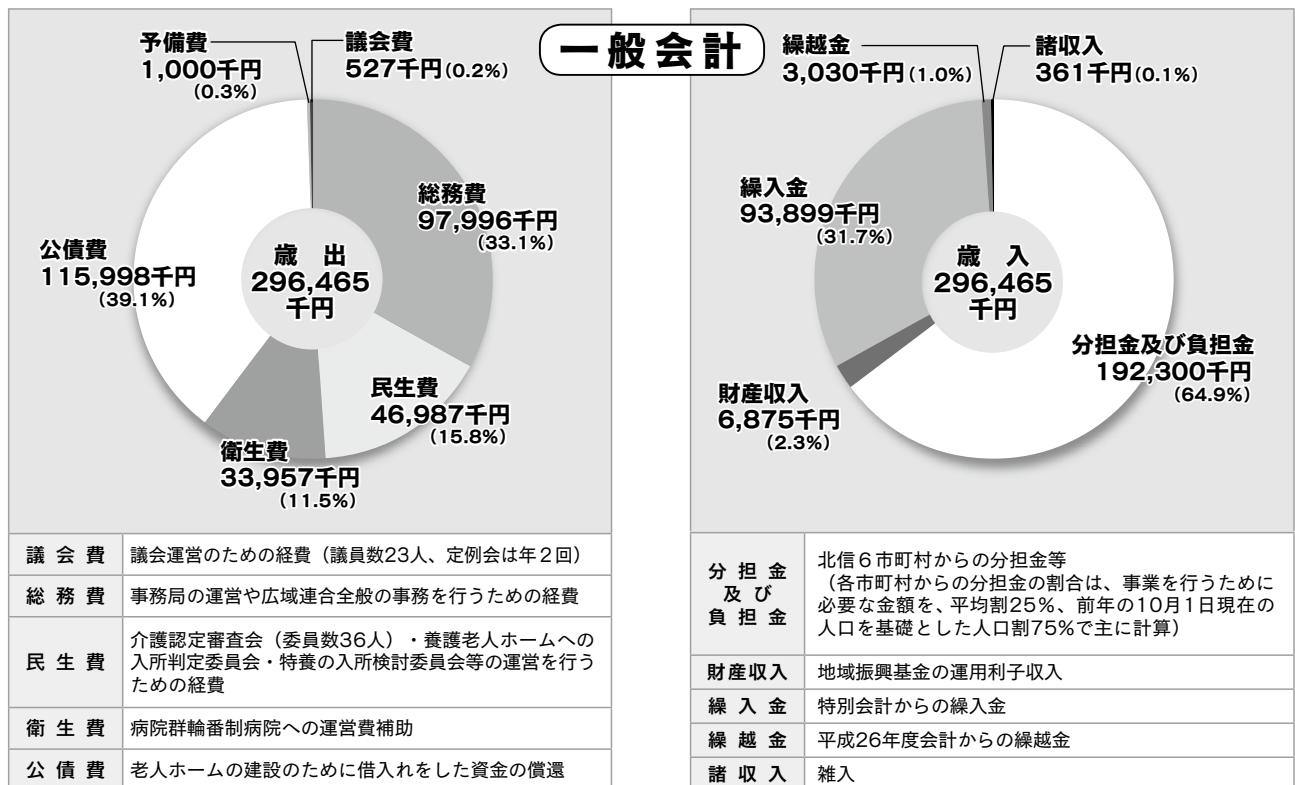 一般会計
予備費
1,000千円
(0.3%)
議会費
527千円(0.2%)
総務費
97,996千円
(33.1%)
公債費
115,998千円
(39.1%)
歳 出
296,465
千円
民生費
46,987千円
(15.8%)
衛生費
33,957千円
(11.5%)
議会費 議会運営のための経費（議員数23人、定例会は年２回）
総務費 事務局の運営や広域連合全般の事務を行うための経費
民生費
介護認定審査会（委員数36人）・養護老人ホームへの
入所判定委員会・特養の入所検討委員会等の運営を行う
ための経費
衛生費 病院群輪番制病院への運営費補助
公債費 老人ホームの建設のために借入れをした資金の償還
繰越金
3,030千円(1.0%)
諸収入
361千円(0.1%)
繰入金
93,899千円
(31.7%)
歳 入
296,465
千円
分担金及び負担金
192,300千円
(64.9%)
財産収入
6,875千円
(2.3%)
分担金
及び
負担金
北信６市町村からの分担金等
（各市町村からの分担金の割合は、事業を行うために
必要な金額を、平均割25%、前年の10月1日現在の
人口を基礎とした人口割75%で主に計算）
財産収入 地域振興基金の運用利子収入
繰入金 特別会計からの繰入金
繰越金 平成26年度会計からの繰越金
諸収入 雑入